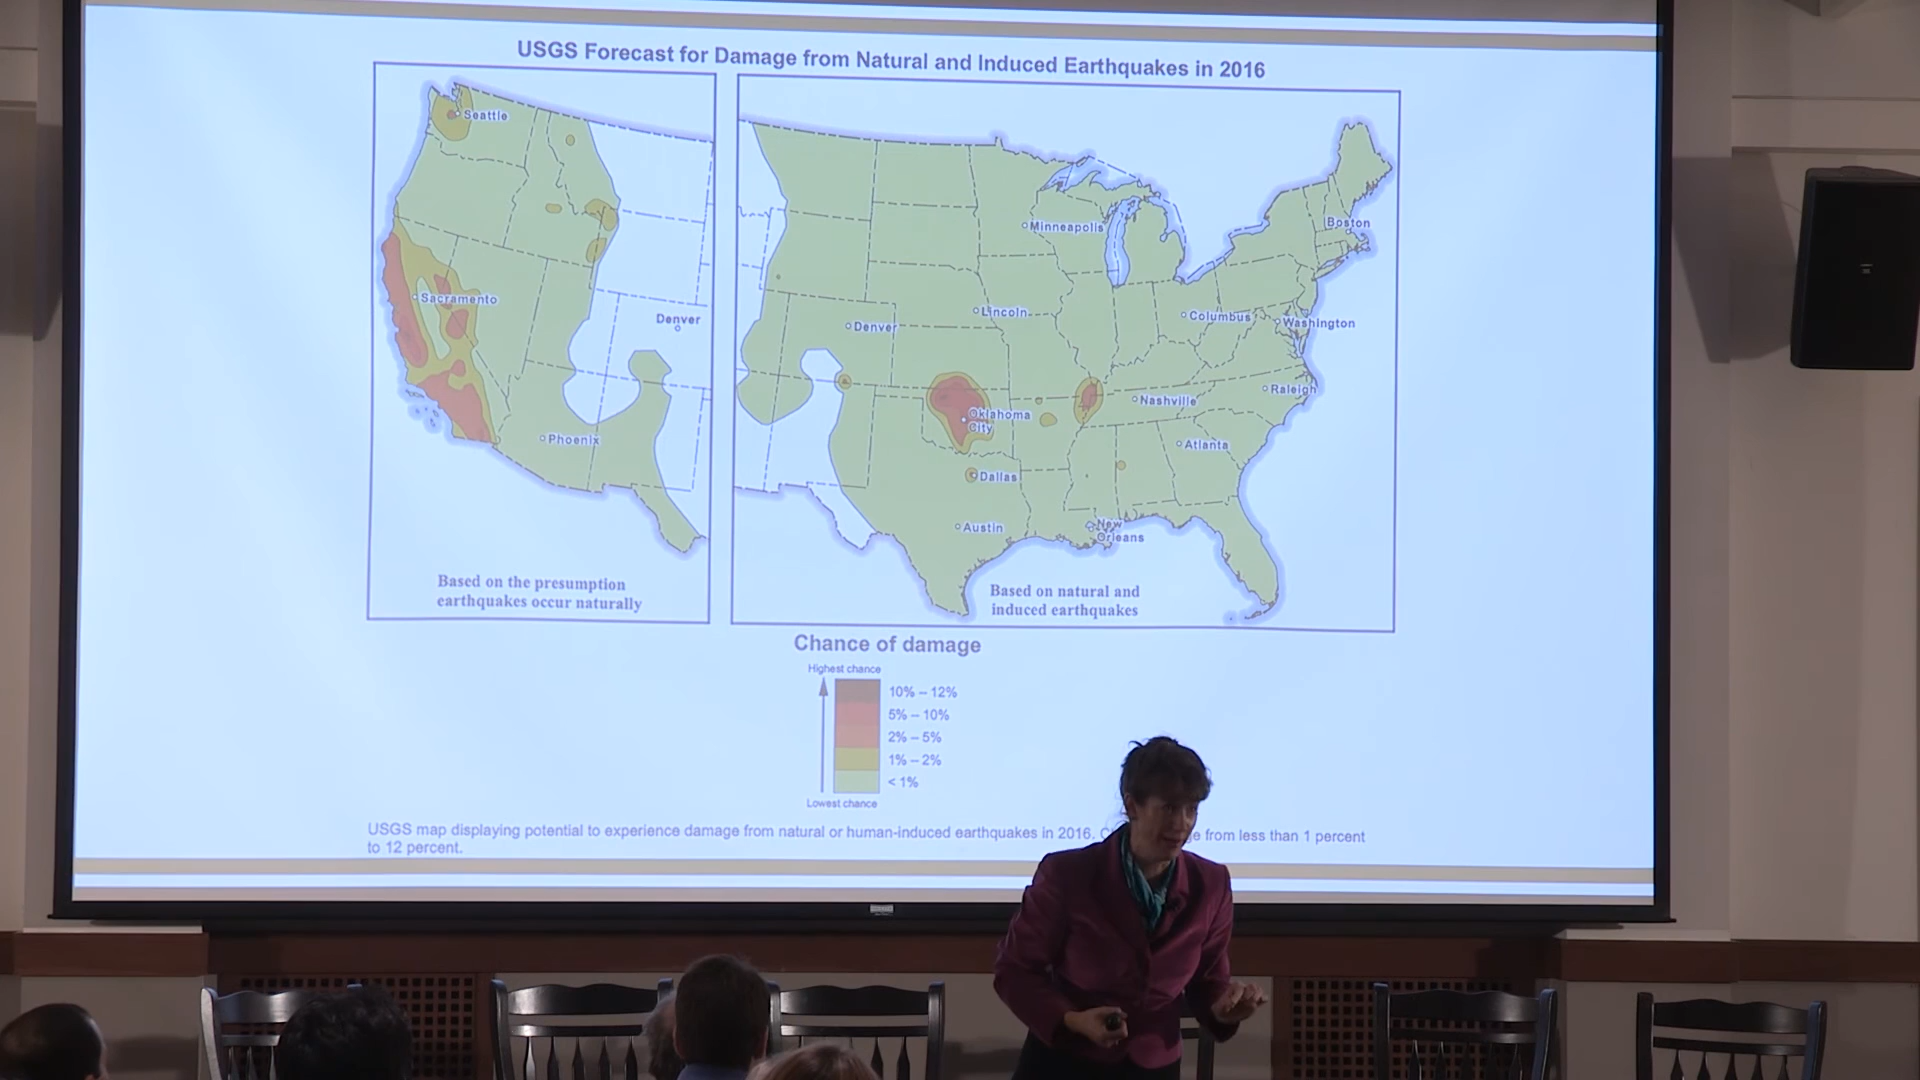 USGS Forecast for Damage from Natural and Induced Earthquakes in 2016
Seattle
Sacramento
Denver
Phoenix
Based on the presumption
earthquakes occur naturally
Minneapolis
Boston
Lincoln
Denver
Columbus
Washington
Oklahoma
City
Nashville
Raleigh
Atlanta
Dallas
Austin
New
Orleans
Based on natural and
induced earthquakes
Chance of damage
Highest chance
10% – 12%
5% – 10%
2% – 5%
1% – 2%
< 1%
Lowest chance
USGS map displaying potential to experience damage from natural or human-induced earthquakes in 2016. from less than 1 percent
to 12 percent.